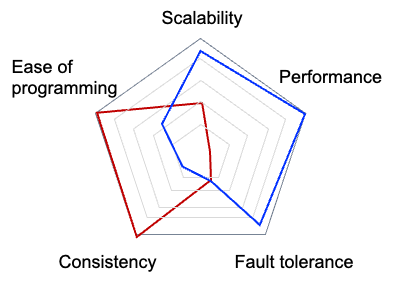 Scalability
Ease of
programming
Performance
Consistency
Fault tolerance